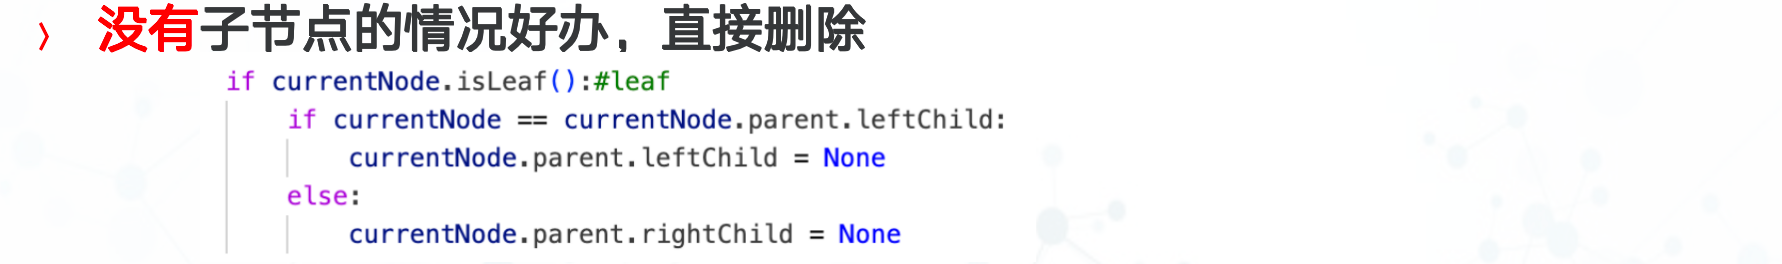 › 没有子节点的情况好办，直接删除
if currentNode.isLeaf():#leaf
    if currentNode == currentNode.parent.leftChild:
        currentNode.parent.leftChild = None
    else:
        currentNode.parent.rightChild = None